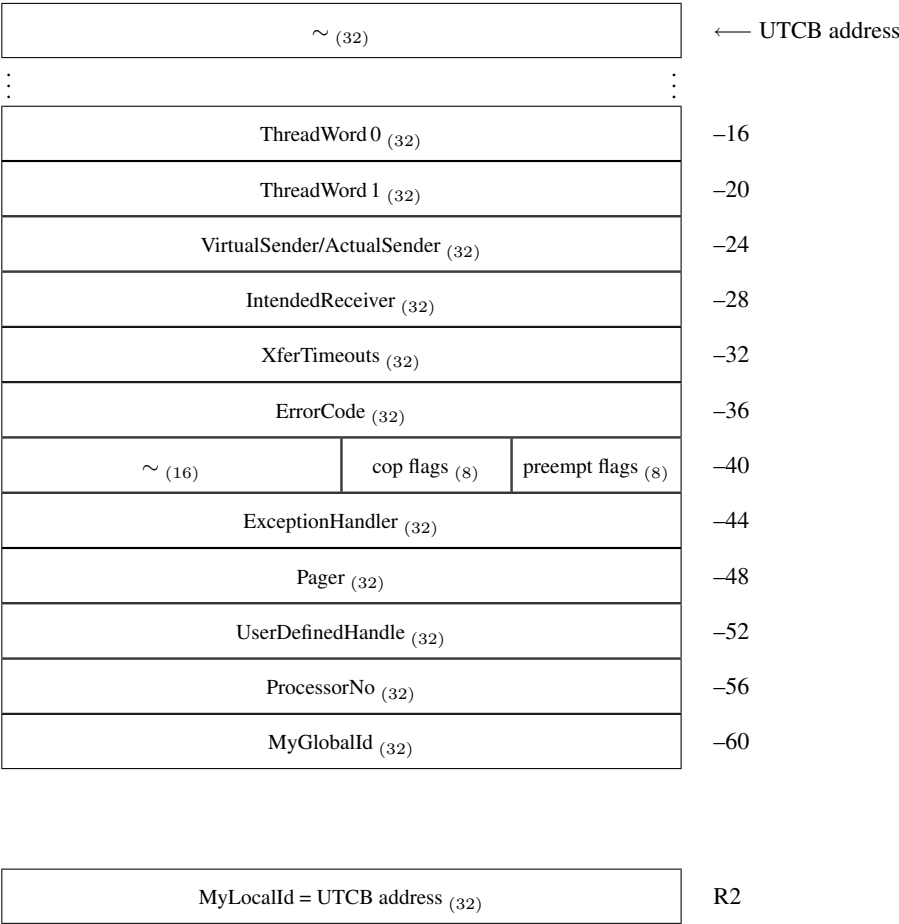 ~ (32) ← UTCB address
⋮ ⋮
ThreadWord 0 (32) –16
ThreadWord 1 (32) –20
VirtualSender/ActualSender (32) –24
IntendedReceiver (32) –28
XferTimeouts (32) –32
ErrorCode (32) –36
~ (16) cop flags (8) preempt flags (8) –40
ExceptionHandler (32) –44
Pager (32) –48
UserDefinedHandle (32) –52
ProcessorNo (32) –56
MyGlobalId (32) –60
MyLocalId = UTCB address (32) R2